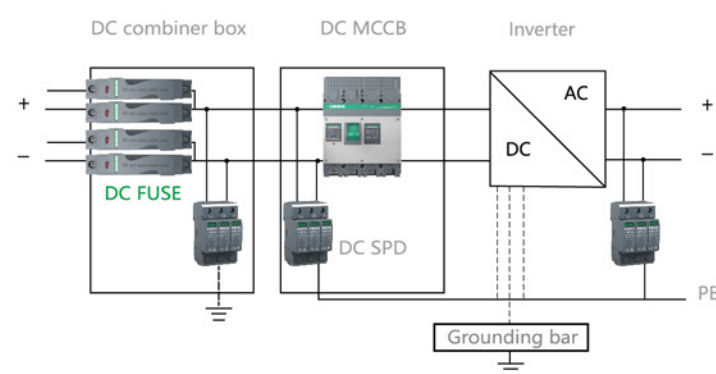 DC combiner box
DC MCCB
Inverter
+
AC
+
−
DC
−
DC FUSE
DC SPD
PE
Grounding bar